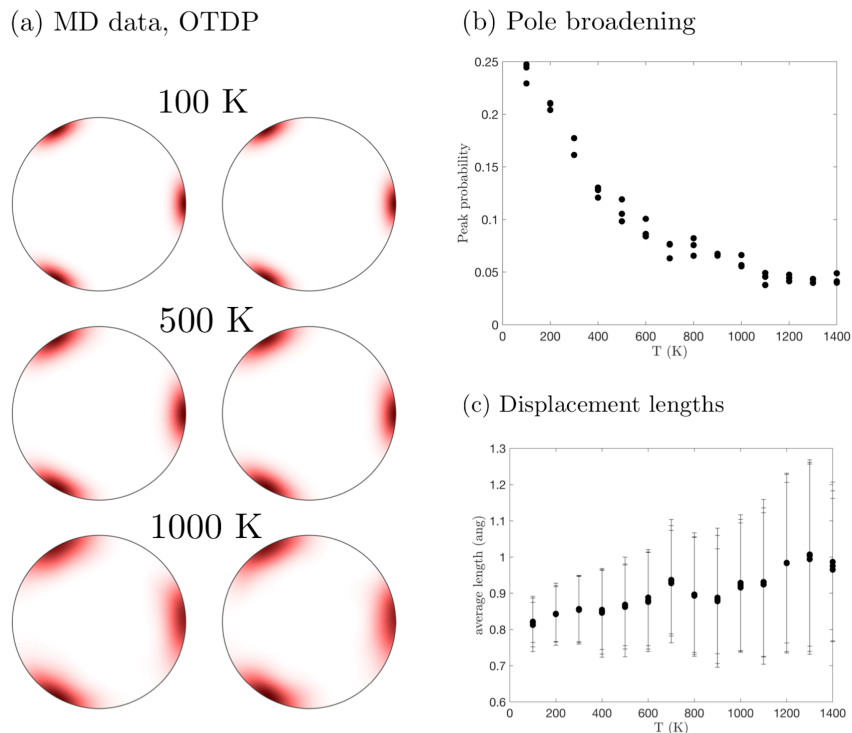 (a) MD data, OTDP
100 K
500 K
1000 K
(b) Pole broadening
0.25
0.2
0.15
0.1
0.05
0
Peak probability
200 400 600 800 1000 1200 1400
T (K)
(c) Displacement lengths
1.3
1.2
1.1
1
0.9
0.8
0.7
0.6
average length (ang)
0 200 400 600 800 1000 1200 1400
T (K)